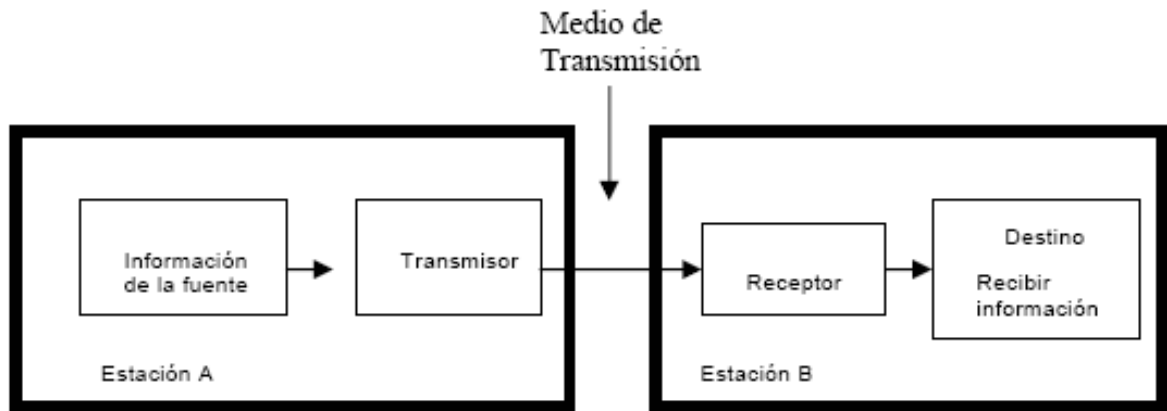 Medio de
Transmisión
Información
de la fuente
Transmisor
Receptor
Destino
Recibir
información
Estación A
Estación B